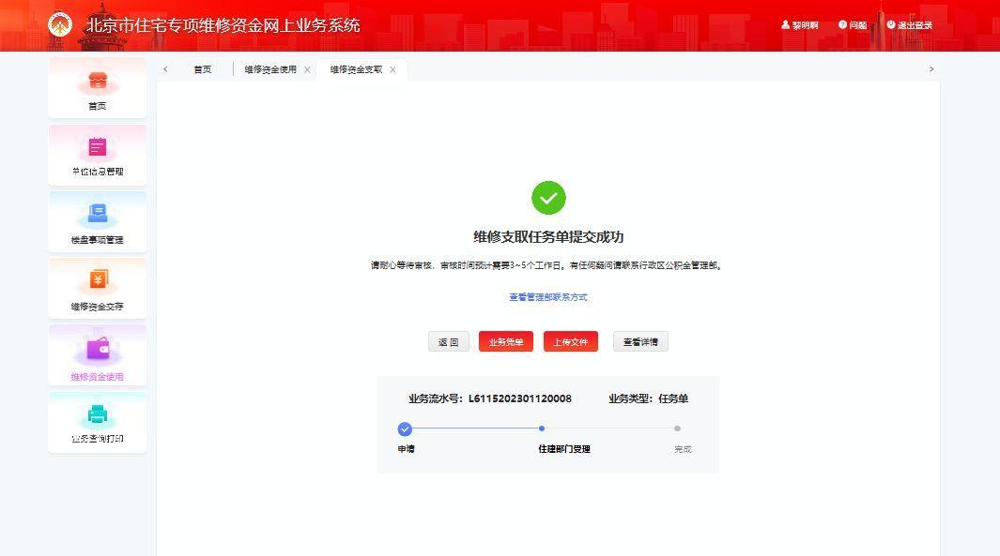 北京市住宅专项维修资金网上业务系统
黎明啊 问题 退出登录
首页 维修资金使用 维修资金支取
首页
单位信息管理
楼盘事项管理
维修资金交存
维修资金使用
业务查询打印
维修支取任务单提交成功
请耐心等待审核，审核时间预计需要3~5个工作日。有任何疑问请联系行政区公积金管理部。
查看管理部联系方式
返 回 业务凭单 上传文件 查看详情
业务流水号：L6115202301120008 业务类型：任务单
申请 住建部门受理 完成